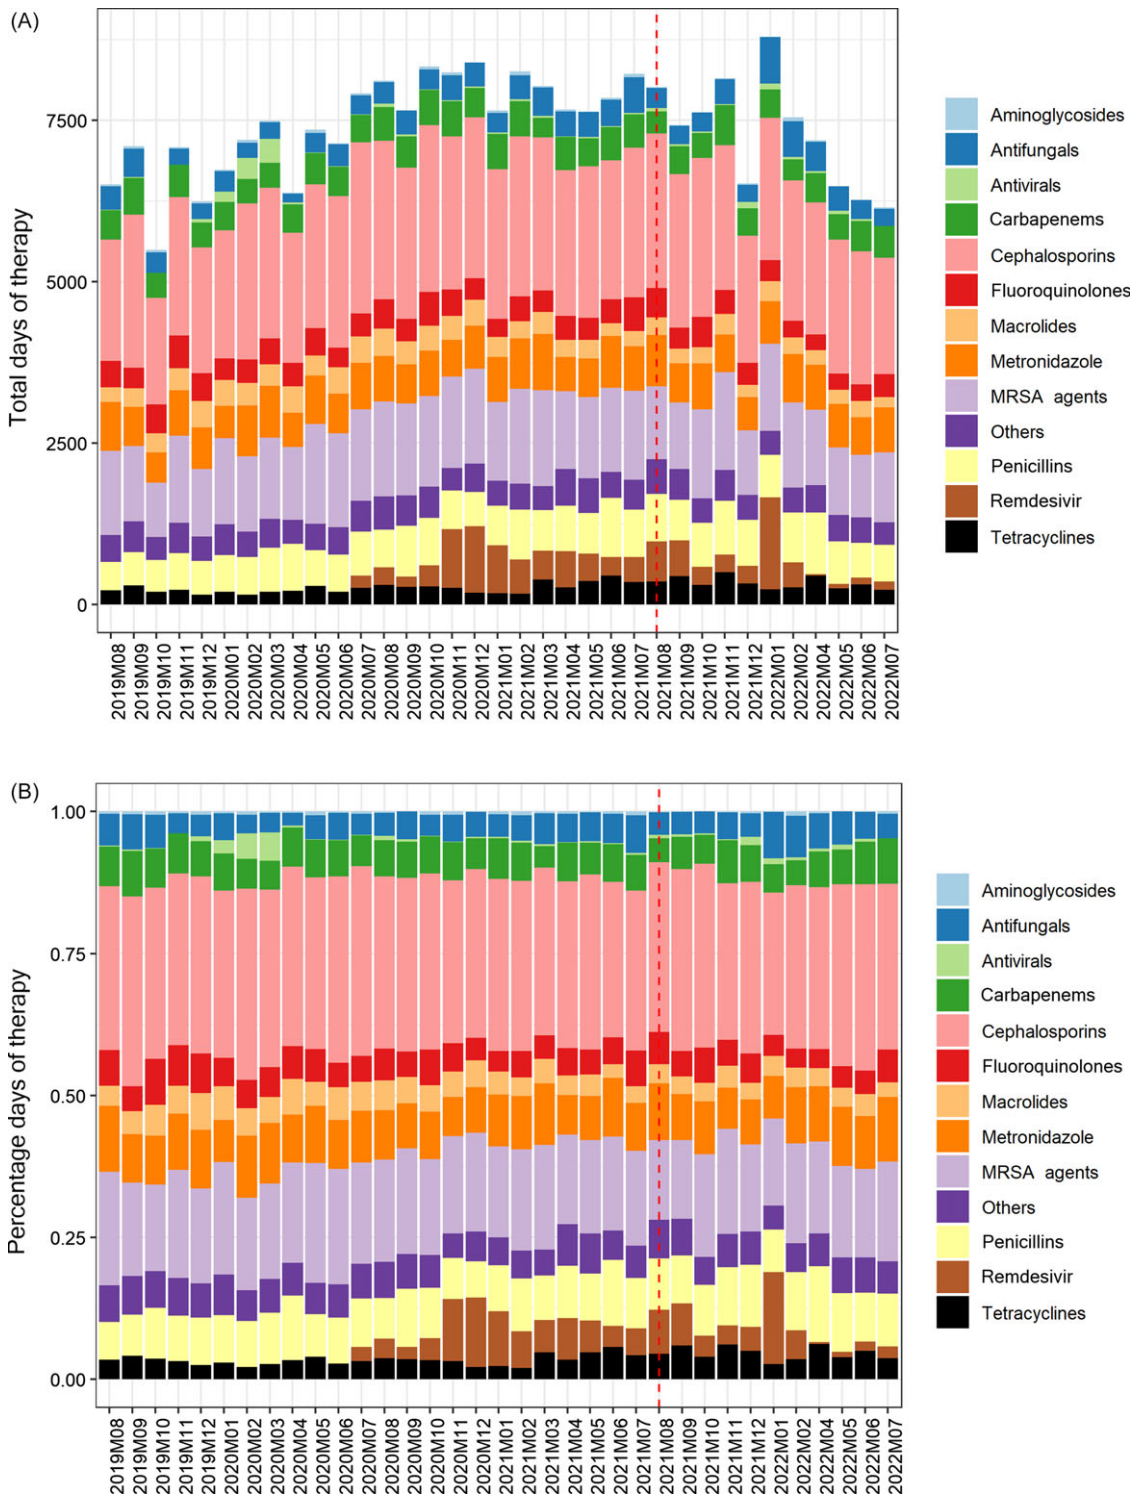 (A)
Total days of therapy
7500
5000
2500
0
2019M08
2019M09
2019M10
2019M11
2019M12
2020M01
2020M02
2020M03
2020M04
2020M05
2020M06
2020M07
2020M08
2020M09
2020M10
2020M11
2020M12
2021M01
2021M02
2021M03
2021M04
2021M05
2021M06
2021M07
2021M08
2021M09
2021M10
2021M11
2021M12
2022M01
2022M02
2022M04
2022M05
2022M06
2022M07
Aminoglycosides
Antifungals
Antivirals
Carbapenems
Cephalosporins
Fluoroquinolones
Macrolides
Metronidazole
MRSA agents
Others
Penicillins
Remdesivir
Tetracyclines
(B)
Percentage days of therapy
1.00
0.75
0.50
0.25
0.00
2019M08
2019M09
2019M10
2019M11
2019M12
2020M01
2020M02
2020M03
2020M04
2020M05
2020M06
2020M07
2020M08
2020M09
2020M10
2020M11
2020M12
2021M01
2021M02
2021M03
2021M04
2021M05
2021M06
2021M07
2021M08
2021M09
2021M10
2021M11
2021M12
2022M01
2022M02
2022M04
2022M05
2022M06
2022M07
Aminoglycosides
Antifungals
Antivirals
Carbapenems
Cephalosporins
Fluoroquinolones
Macrolides
Metronidazole
MRSA agents
Others
Penicillins
Remdesivir
Tetracyclines